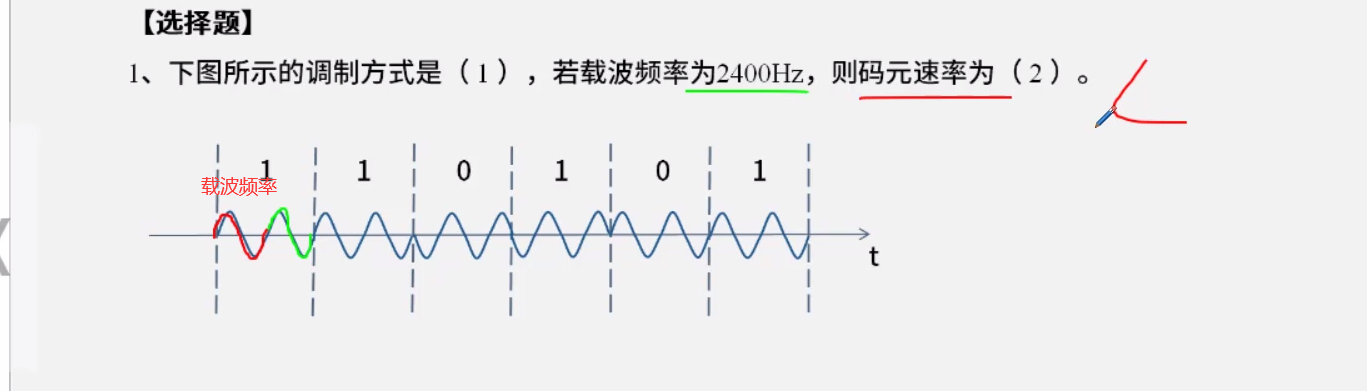 【选择题】
1、下图所示的调制方式是（1），若载波频率为2400Hz，则码元速率为（2）。
1 1 0 1 0 1
载波频率
t